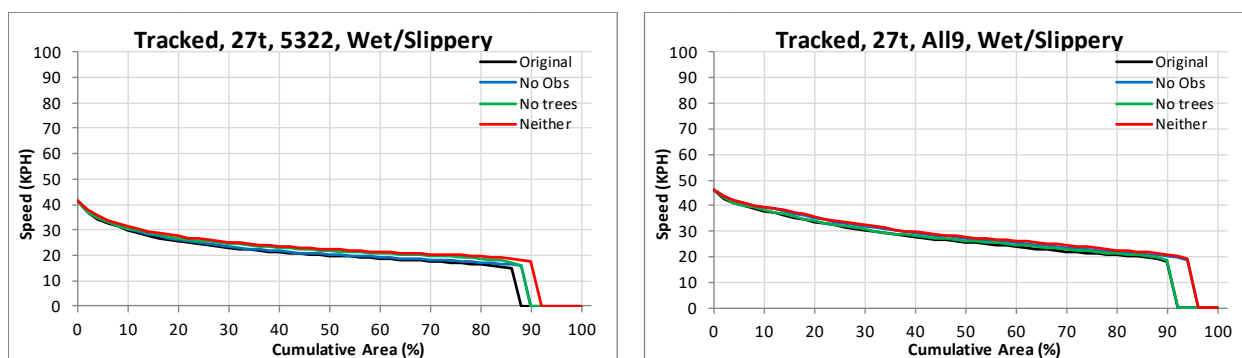 Tracked, 27t, 5322, Wet/Slippery
100
90
80
70
60
50
40
30
20
10
0
Speed (KPH)
Original
No Obs
No trees
Neither
0 10 20 30 40 50 60 70 80 90 100
Cumulative Area (%)
Tracked, 27t, All9, Wet/Slippery
100
90
80
70
60
50
40
30
20
10
0
Speed (KPH)
Original
No Obs
No trees
Neither
0 10 20 30 40 50 60 70 80 90 100
Cumulative Area (%)